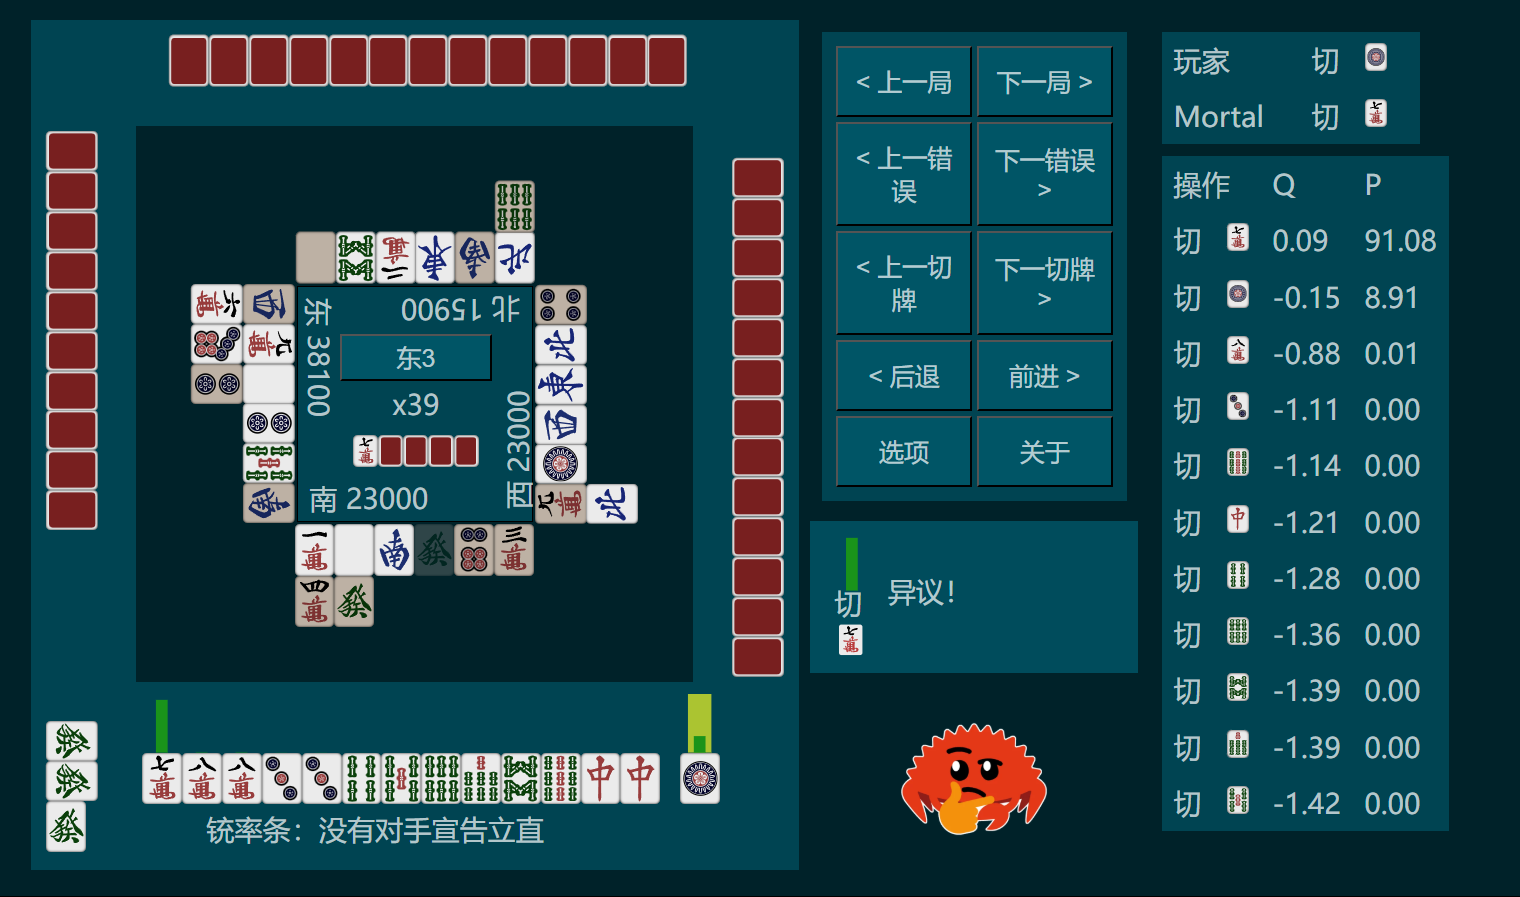 北 15900
东 38100
东3
x39
西 23000
南 23000
铳率条：没有对手宣告立直
< 上一局
下一局 >
< 上一错误
下一错误 >
< 上一切牌
下一切牌 >
< 后退
前进 >
选项
关于
切
异议！
玩家 切
Mortal 切
操作 Q P
切 0.09 91.08
切 -0.15 8.91
切 -0.88 0.01
切 -1.11 0.00
切 -1.14 0.00
切 -1.21 0.00
切 -1.28 0.00
切 -1.36 0.00
切 -1.39 0.00
切 -1.39 0.00
切 -1.42 0.00